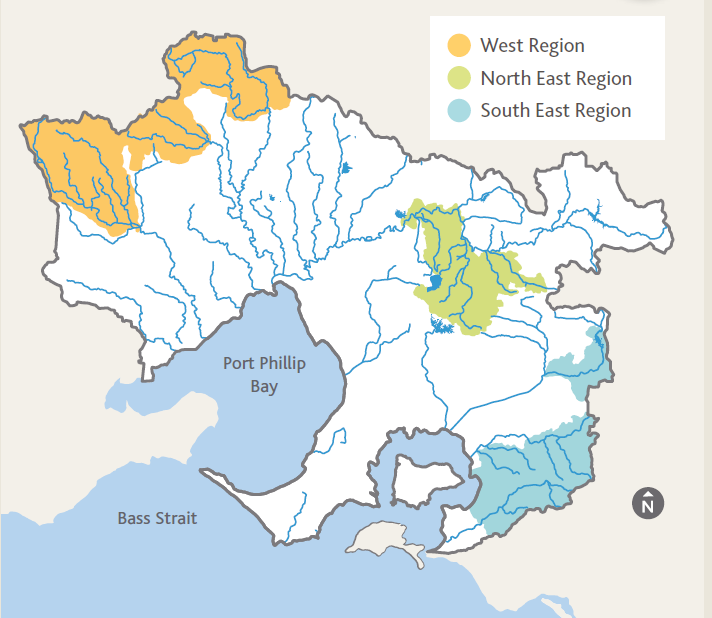 West Region
North East Region
South East Region
Port Phillip
Bay
Bass Strait
N